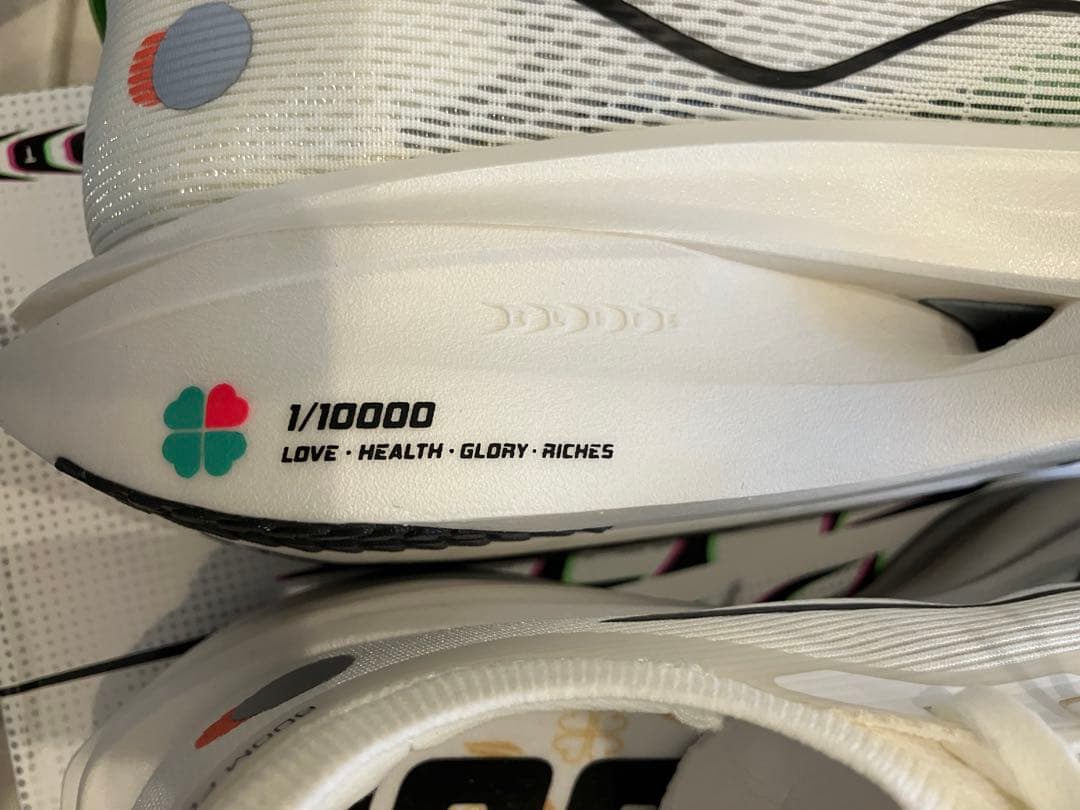 1/10000
LOVE · HEALTH · GLORY · RICHES